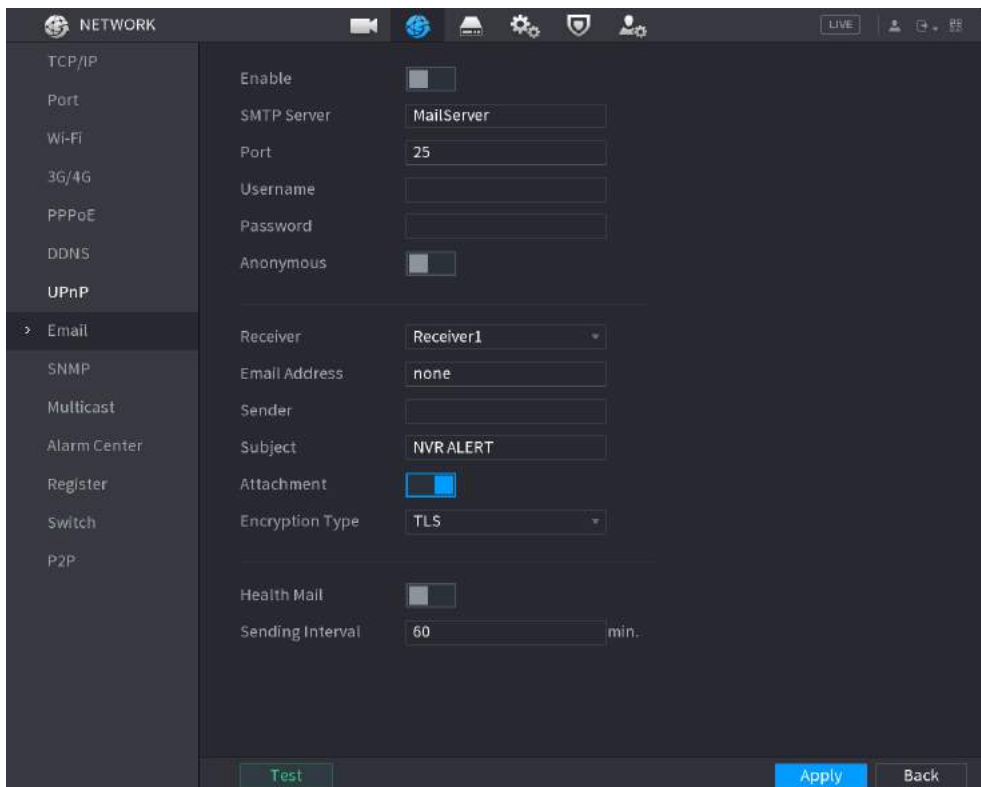 NETWORK
LIVE
TCP/IP
Port
Wi-Fi
3G/4G
PPPoE
DDNS
UPnP
Email
SNMP
Multicast
Alarm Center
Register
Switch
P2P
Enable
SMTP Server MailServer
Port 25
Username
Password
Anonymous
Receiver Receiver1
Email Address none
Sender
Subject NVR ALERT
Attachment
Encryption Type TLS
Health Mail
Sending Interval 60 min.
Test Apply Back